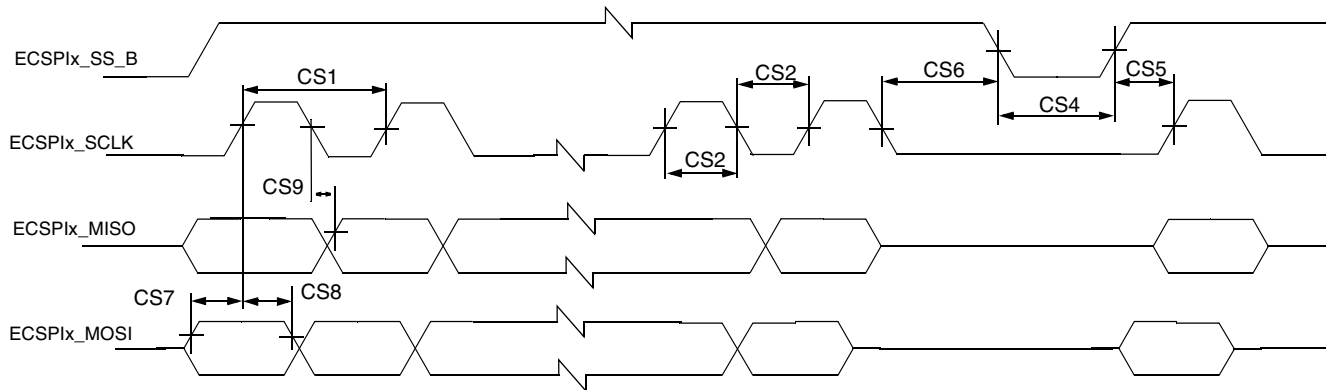 ECSPIx_SS_B
CS1
CS2
CS6
CS5
CS4
ECSPIx_SCLK
CS2
CS9
ECSPIx_MISO
CS7
CS8
ECSPIx_MOSI